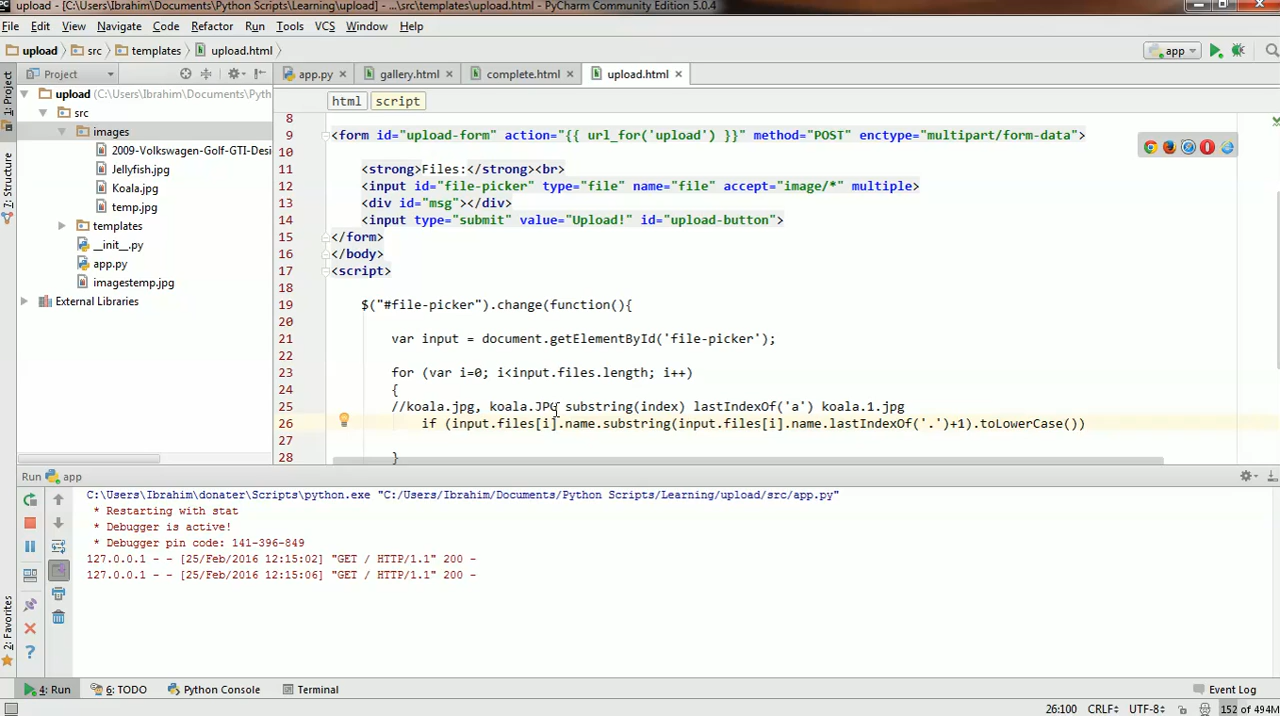 upload - [C:\Users\Ibrahim\Documents\Python Scripts\Learning\upload] - ...\src\templates\upload.html - PyCharm Community Edition 5.0.4
File Edit View Navigate Code Refactor Run Tools VCS Window Help
upload src templates upload.html app
Project app.py gallery.html complete.html upload.html
1: Project
7: Structure
2: Favorites
upload (C:\Users\Ibrahim\Documents\Pyth
src
images
2009-Volkswagen-Golf-GTI-Desi
Jellyfish.jpg
Koala.jpg
temp.jpg
templates
__init__.py
app.py
imagestemp.jpg
External Libraries
html script
8
9 <form id="upload-form" action="{{ url_for('upload') }}" method="POST" enctype="multipart/form-data">
10
11 <strong>Files:</strong><br>
12 <input id="file-picker" type="file" name="file" accept="image/*" multiple>
13 <div id="msg"></div>
14 <input type="submit" value="Upload!" id="upload-button">
15 </form>
16 </body>
17 <script>
18
19 $("#file-picker").change(function(){
20
21 var input = document.getElementById('file-picker');
22
23 for (var i=0; i<input.files.length; i++)
24 {
25 //koala.jpg, koala.JPG substring(index) lastIndexOf('a') koala.1.jpg
26 if (input.files[i].name.substring(input.files[i].name.lastIndexOf('.')+1).toLowerCase())
28 }
Run app
C:\Users\Ibrahim\donater\Scripts\python.exe "C:/Users/Ibrahim/Documents/Python Scripts/Learning/upload/src/app.py"
* Restarting with stat
* Debugger is active!
* Debugger pin code: 141-396-849
127.0.0.1 - - [25/Feb/2016 12:15:02] "GET / HTTP/1.1" 200 -
127.0.0.1 - - [25/Feb/2016 12:15:06] "GET / HTTP/1.1" 200 -
4: Run 6: TODO Python Console Terminal Event Log
26:100 CRLF÷ UTF-8÷ 152 of 494M